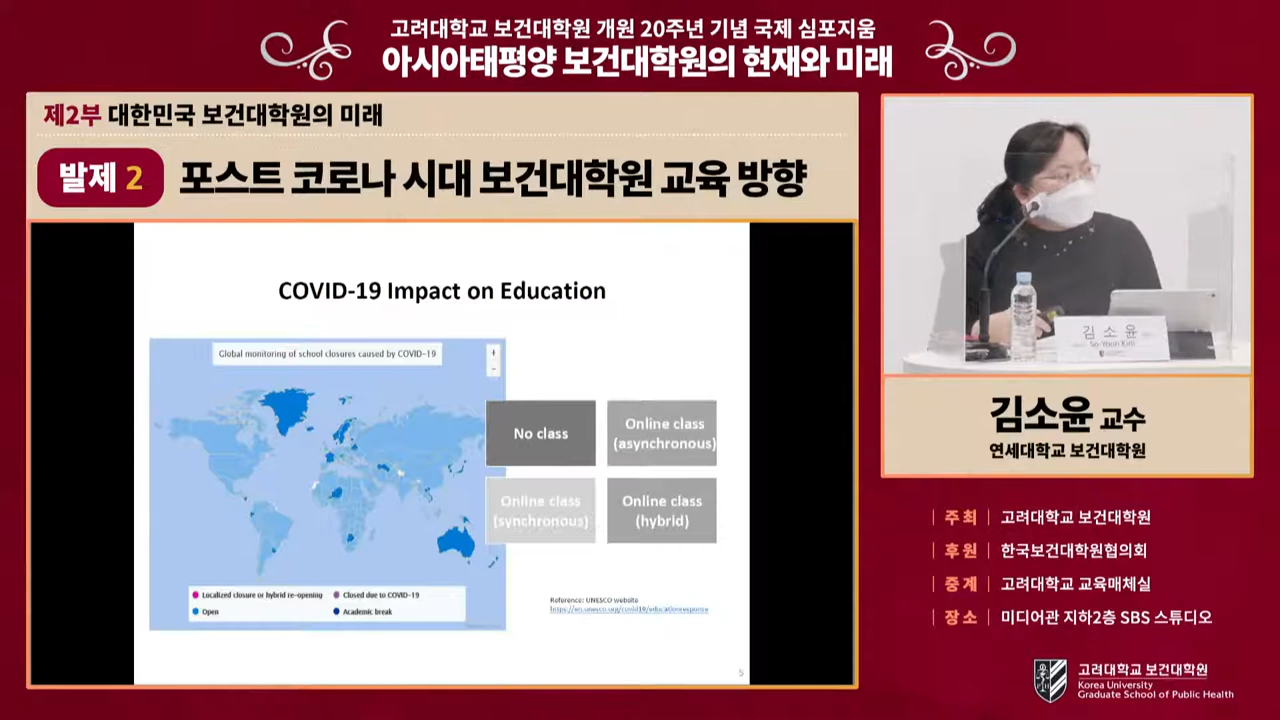 고려대학교 보건대학원 개원 20주년 기념 국제 심포지움
아시아태평양 보건대학원의 현재와 미래
제2부 대한민국 보건대학원의 미래
발제 2 포스트 코로나 시대 보건대학원 교육 방향
COVID-19 Impact on Education
Global monitoring of school closures caused by COVID-19
+
-
No class
Online class
(asynchronous)
Online class
(synchronous)
Online class
(hybrid)
Localized closure or hybrid re-opening
Closed due to COVID-19
Open
Academic break
Reference: UNESCO website
https://en.unesco.org/covid19/educationresponse
5
김 소 윤
So-Yoon Kim
김소윤 교수
연세대학교 보건대학원
| 주 최 | 고려대학교 보건대학원
| 후 원 | 한국보건대학원협의회
| 중 계 | 고려대학교 교육매체실
| 장 소 | 미디어관 지하2층 SBS 스튜디오
고려대학교 보건대학원
Korea University
Graduate School of Public Health